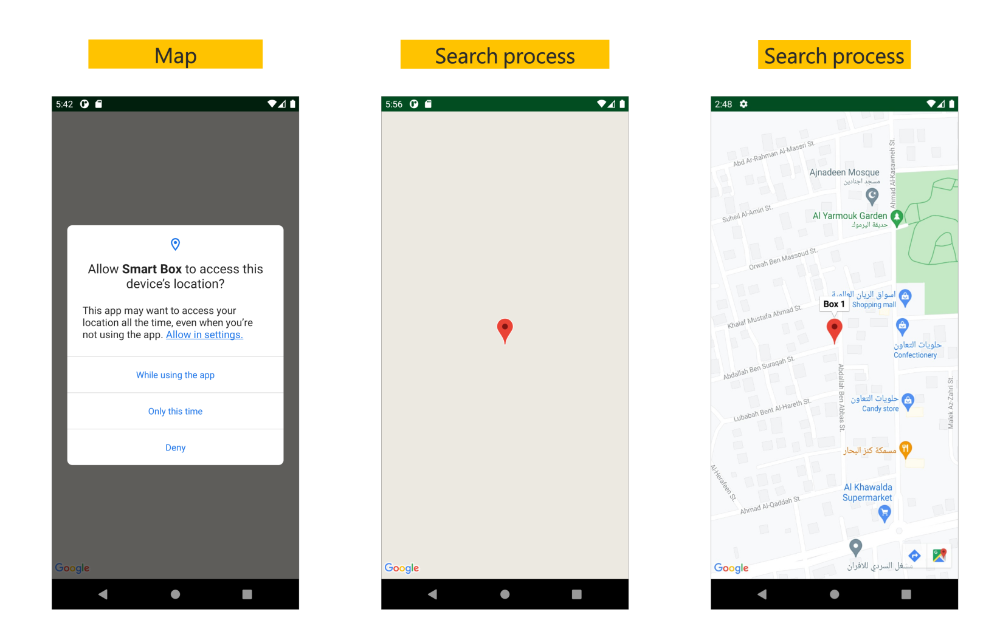 Map
Search process
Search process
5:42
Allow Smart Box to access this
device's location?
This app may want to access your
location all the time, even when you're
not using the app. Allow in settings.
While using the app
Only this time
Deny
Google
5:56
Google
2:48
Abd Ar-Rahman Al-Massri St.
Ahmad Al-Kasawneh St.
Ajnadeen Mosque
مسجد اجنادين
Suheil Al-Amiri St.
Al Yarmouk Garden
حديقة اليرموك
Orwah Ben Massoud St.
اسواق الريان العالمية
Shopping mall
Box 1
Khalaf Mustafa Ahmad St.
حلويات التعاون
Confectionery
Abdallah Ben Suraqah St.
Abdallah Ben Abbas St.
Malek Az-Zahri St.
حلويات التعاون
Candy store
Lubabah Bent Al-Hareth St.
مسمكة كنز البحار
Al-Herafeen St.
Al Khawalda
Supermarket
Ahmad Al-Qaddah St.
مشغل السردي للافران
Google